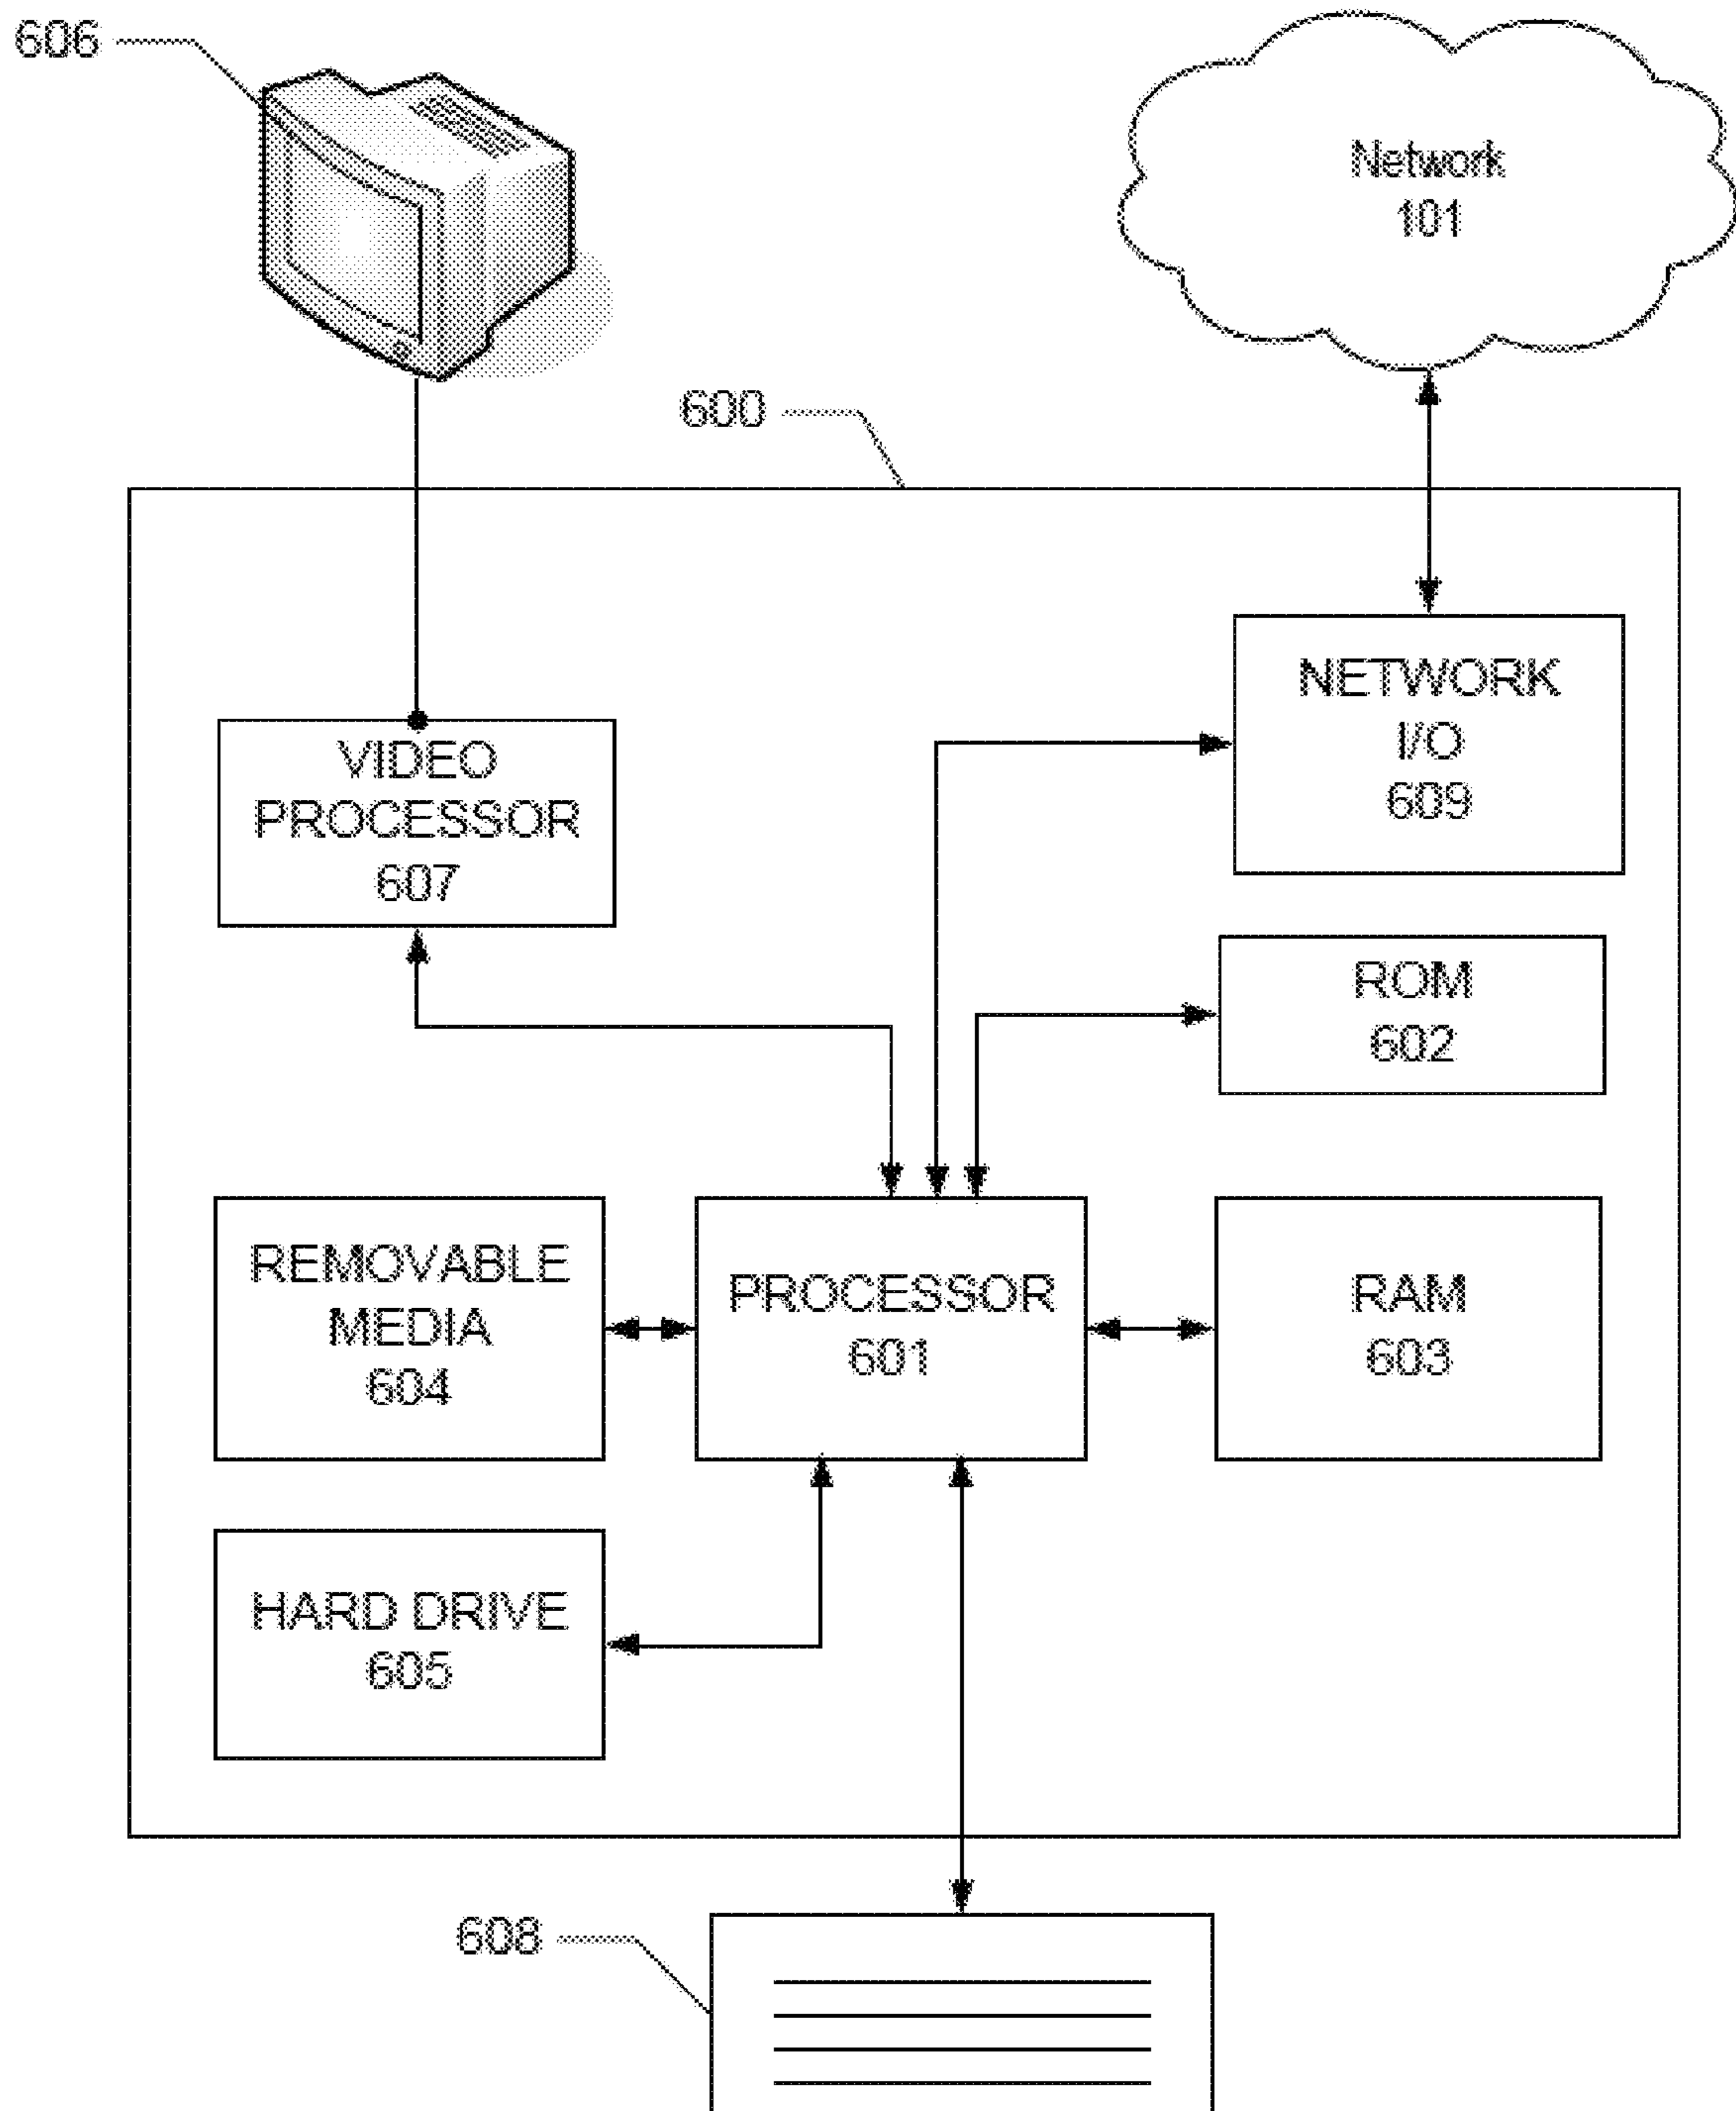 606
Network
101
600
NETWORK
I/O
609
VIDEO
PROCESSOR
607
ROM
602
REMOVABLE
MEDIA
604
PROCESSOR
601
RAM
603
HARD DRIVE
605
608